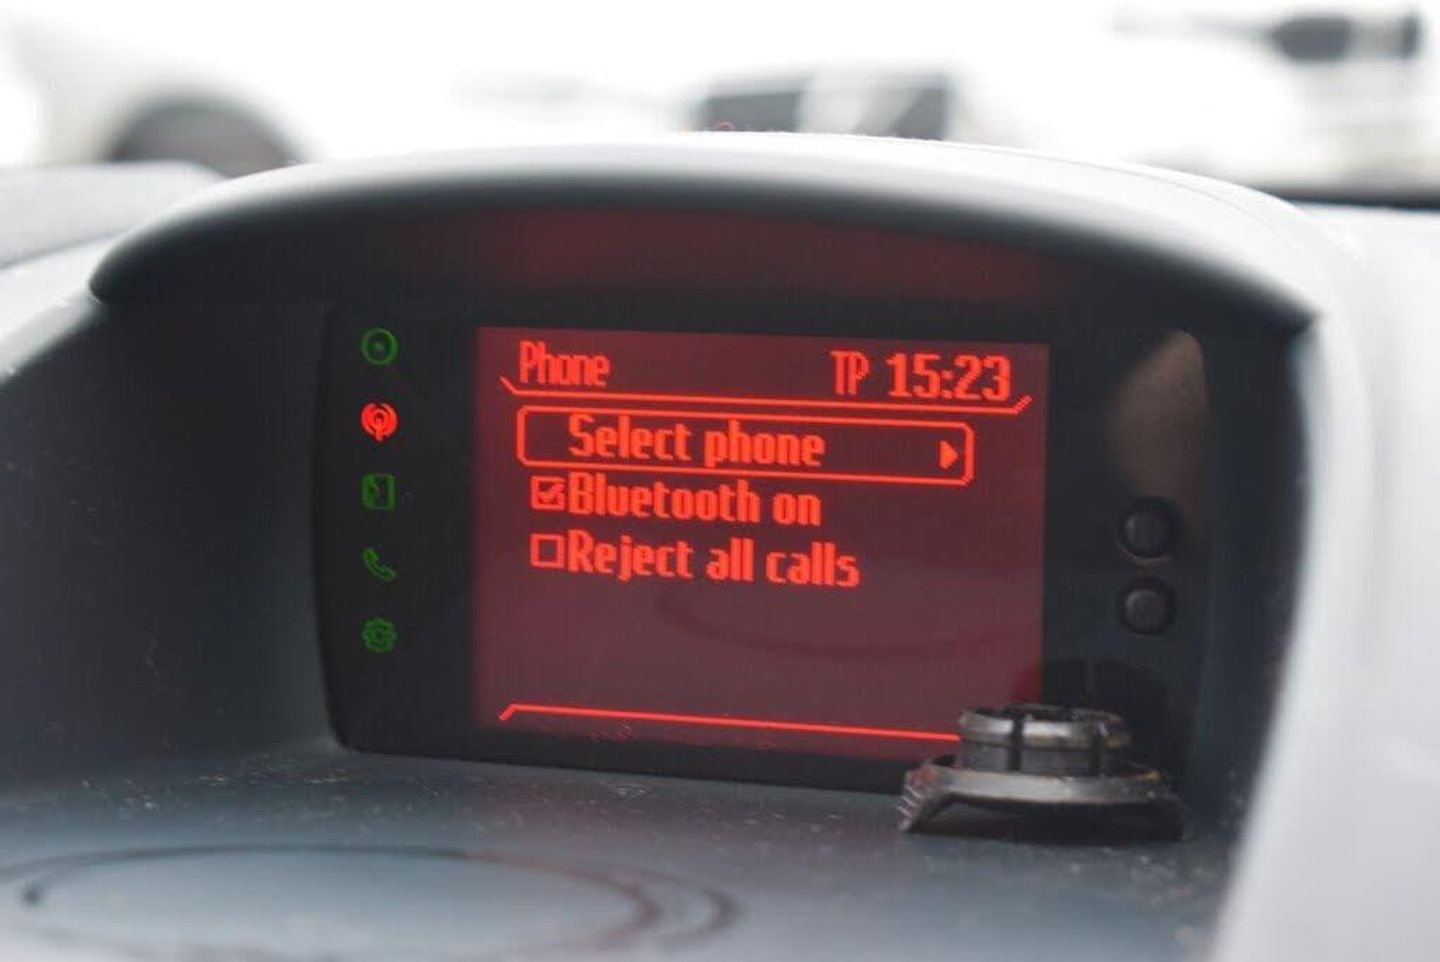 Phone TP 15:23
Select phone
Bluetooth on
Reject all calls